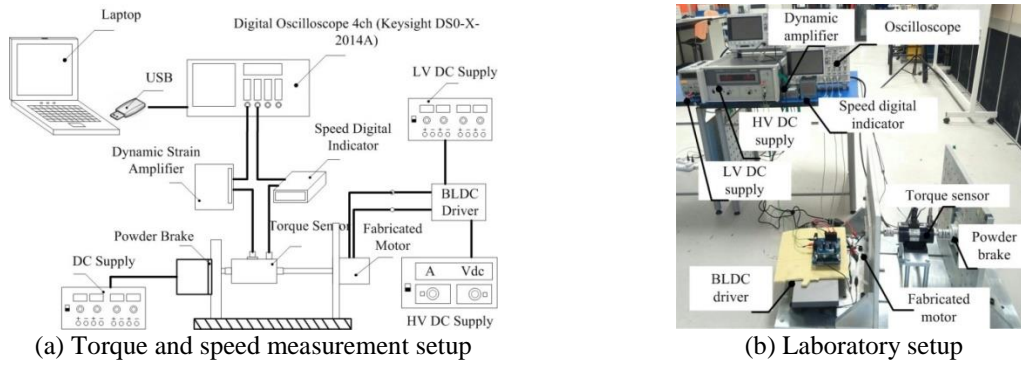 Laptop
USB
Digital Oscilloscope 4ch (Keysight DS0-X-
2014A)
LV DC Supply
Dynamic Strain
Amplifier
Speed Digital
Indicator
BLDC
Driver
Torque Sensor
Fabricated
Motor
Powder Brake
DC Supply
A Vdc
HV DC Supply
(a) Torque and speed measurement setup
Dynamic
amplifier
Oscilloscope
Speed digital
indicator
HV DC
supply
LV DC
supply
Torque sensor
Powder
brake
BLDC
driver
Fabricated
motor
(b) Laboratory setup